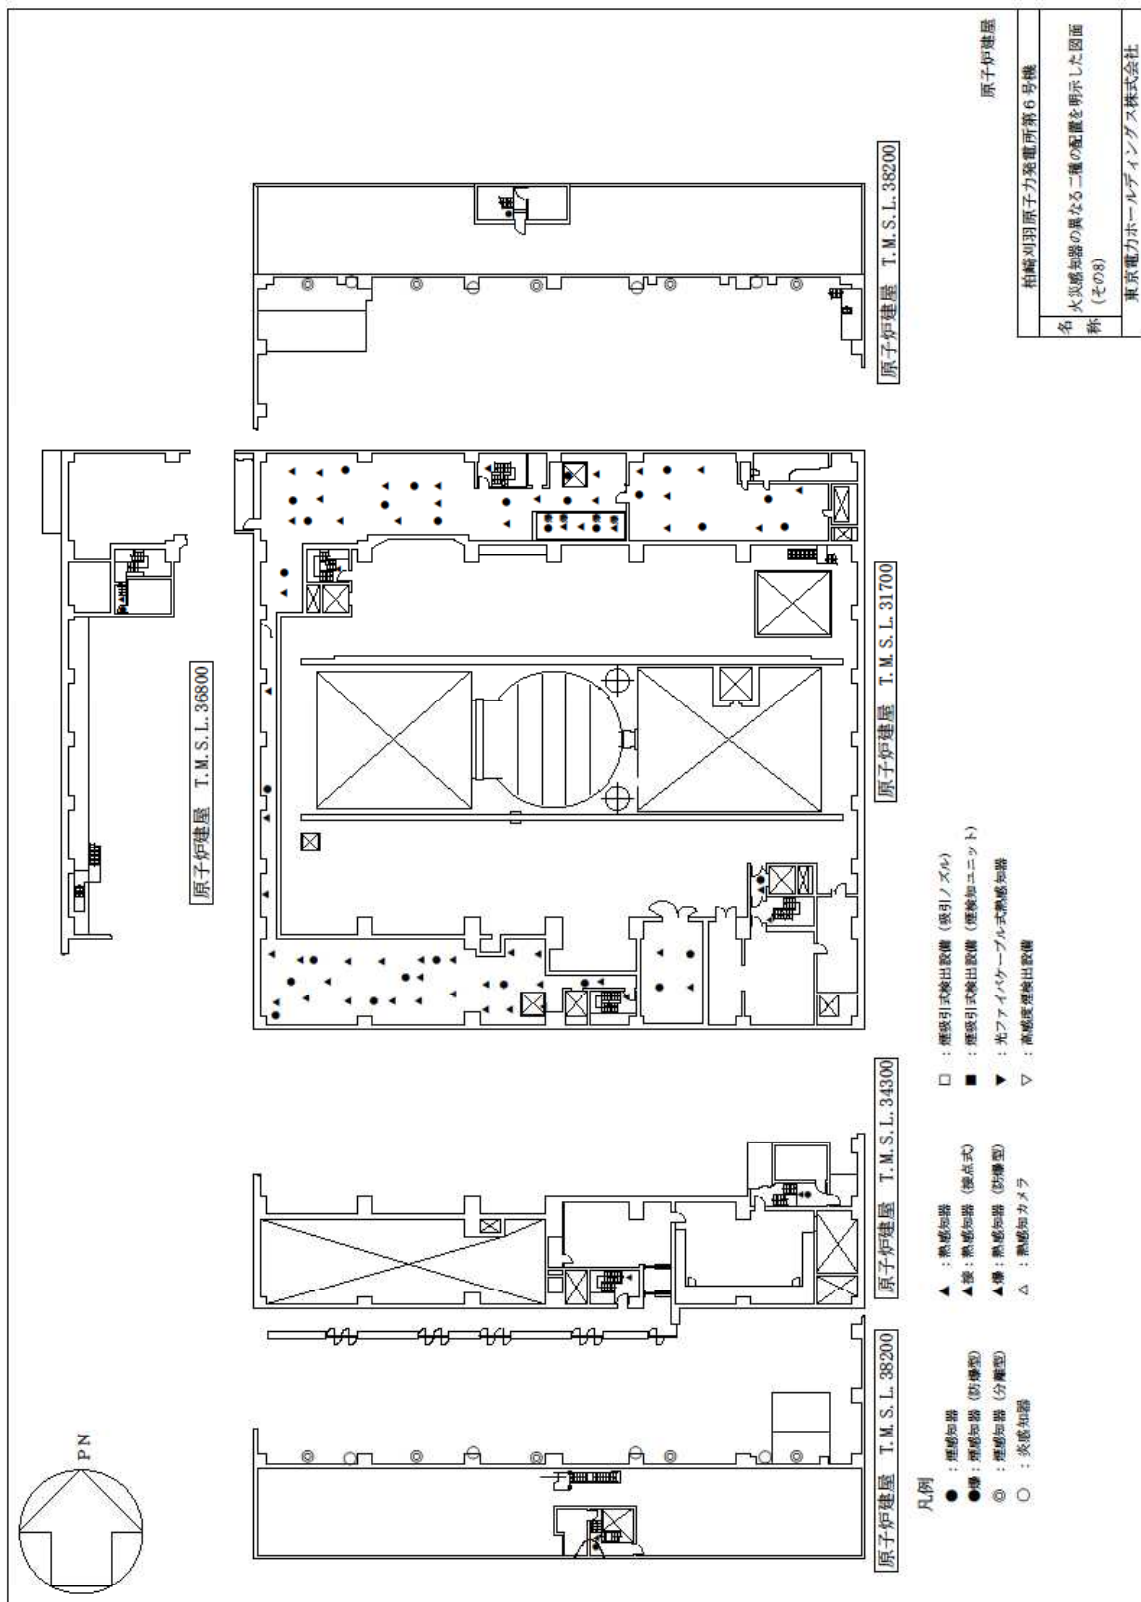 PN
原子炉建屋 T.M.S.L.38200
原子炉建屋 T.M.S.L.34300
原子炉建屋 T.M.S.L.36800
原子炉建屋 T.M.S.L.31700
原子炉建屋 T.M.S.L.38200
凡例
● ：煙感知器
●爆：煙感知器（防爆型）
◎ ：煙感知器（分離型）
○ ：炎感知器
▲ ：熱感知器
▲接：熱感知器（接点式）
▲爆：熱感知器（防爆型）
△ ：熱感知カメラ
□ ：煙吸引式検出設備（吸引ノズル）
■ ：煙吸引式検出設備（煙検知ユニット）
▼ ：光ファイバケーブル式熱感知器
▽ ：高感度煙検出設備
原子炉建屋
柏崎刈羽原子力発電所第6号機
名称
火災感知器の異なる二種の配置を明示した図面
(その8)
東京電力ホールディングス株式会社